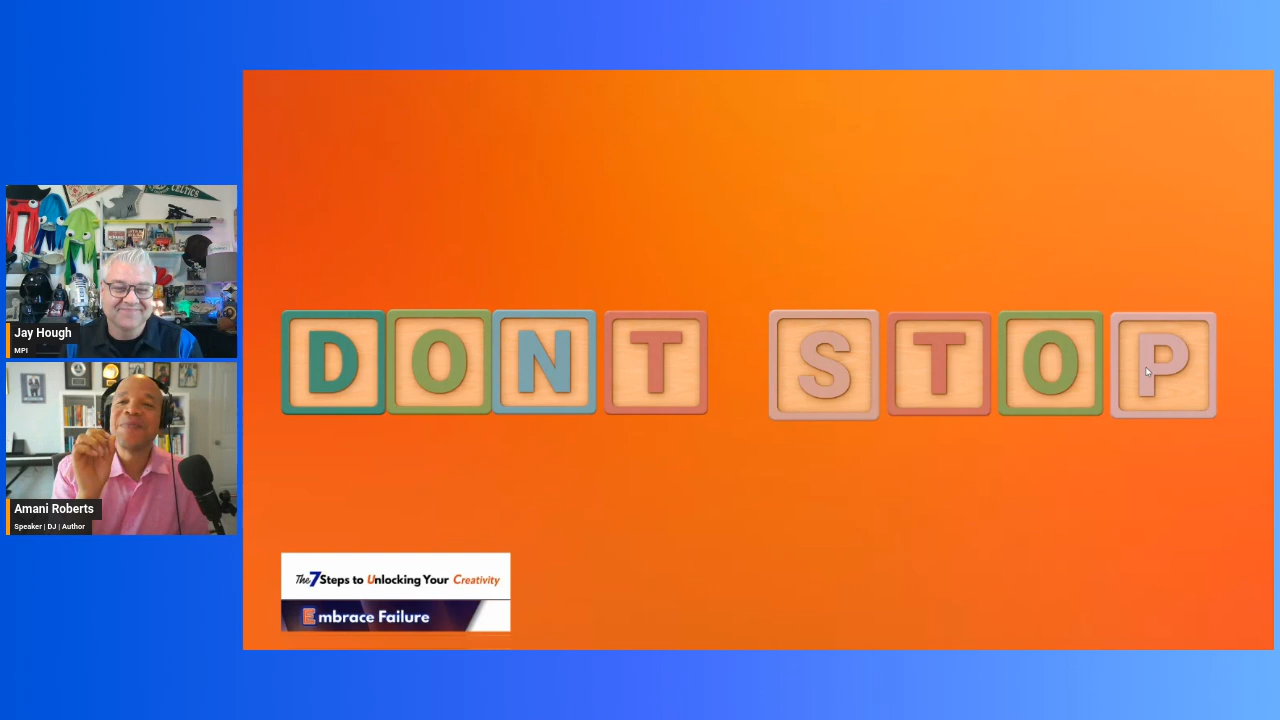 CELTICS
Jay Hough
MPI
Amani Roberts
Speaker | DJ | Author
DONT STOP
The 7 Steps to Unlocking Your Creativity
Embrace Failure